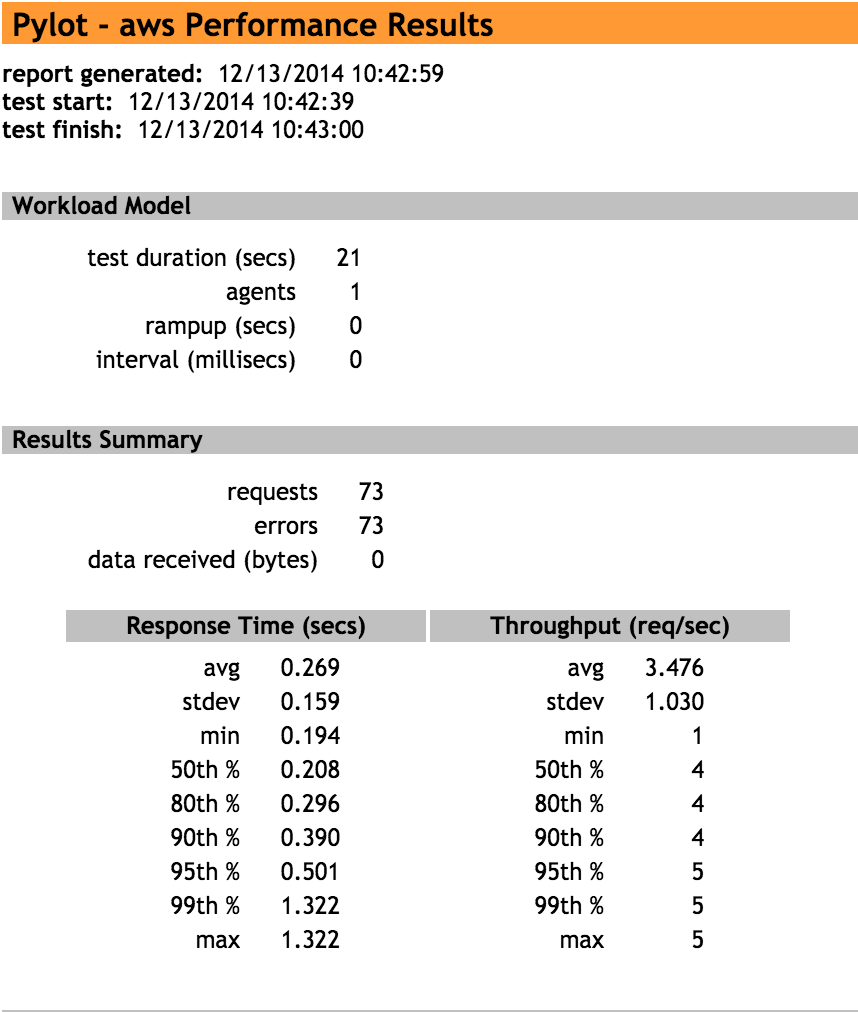 Pylot - aws Performance Results
report generated: 12/13/2014 10:42:59
test start: 12/13/2014 10:42:39
test finish: 12/13/2014 10:43:00
Workload Model
test duration (secs) 21
agents 1
rampup (secs) 0
interval (millisecs) 0
Results Summary
requests 73
errors 73
data received (bytes) 0
Response Time (secs) Throughput (req/sec)
avg 0.269 avg 3.476
stdev 0.159 stdev 1.030
min 0.194 min 1
50th % 0.208 50th % 4
80th % 0.296 80th % 4
90th % 0.390 90th % 4
95th % 0.501 95th % 5
99th % 1.322 99th % 5
max 1.322 max 5